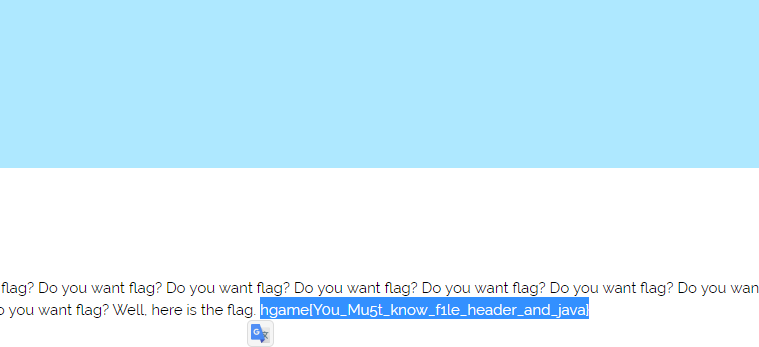 flag? Do you want flag? Do you want flag? Do you want flag? Do you want flag? Do you want flag? Do you wan
o you want flag? Well, here is the flag. hgame{Y0u_Mu5t_know_f1le_header_and_java}